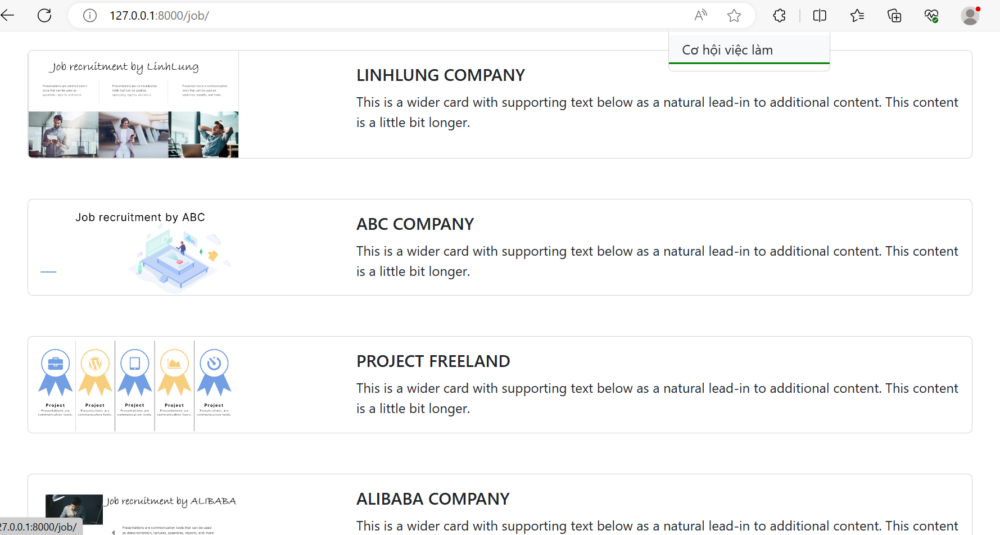 127.0.0.1:8000/job/
Cơ hội việc làm
Job recruitment by LinhLung
Presentations are communication
tools that can be used as
speeches, reports, and more.
Presentations are communication
tools that can be used as
speeches, reports, and more.
Presentations are communication
tools that can be used as
speeches, reports, and more.
LINHLUNG COMPANY
This is a wider card with supporting text below as a natural lead-in to additional content. This content
is a little bit longer.
Job recruitment by ABC
ABC COMPANY
This is a wider card with supporting text below as a natural lead-in to additional content. This content
is a little bit longer.
Project
Presentations are
communication tools.
Project
Presentations are
communication tools.
Project
Presentations are
communication tools.
Project
Presentations are
communication tools.
Project
Presentations are
communication tools.
PROJECT FREELAND
This is a wider card with supporting text below as a natural lead-in to additional content. This content
is a little bit longer.
Job recruitment by ALIBABA
Presentations are communication tools that can be used
as demonstrations, lectures, speeches, reports, and more.
ALIBABA COMPANY
This is a wider card with supporting text below as a natural lead-in to additional content. This content
27.0.0.1:8000/job/